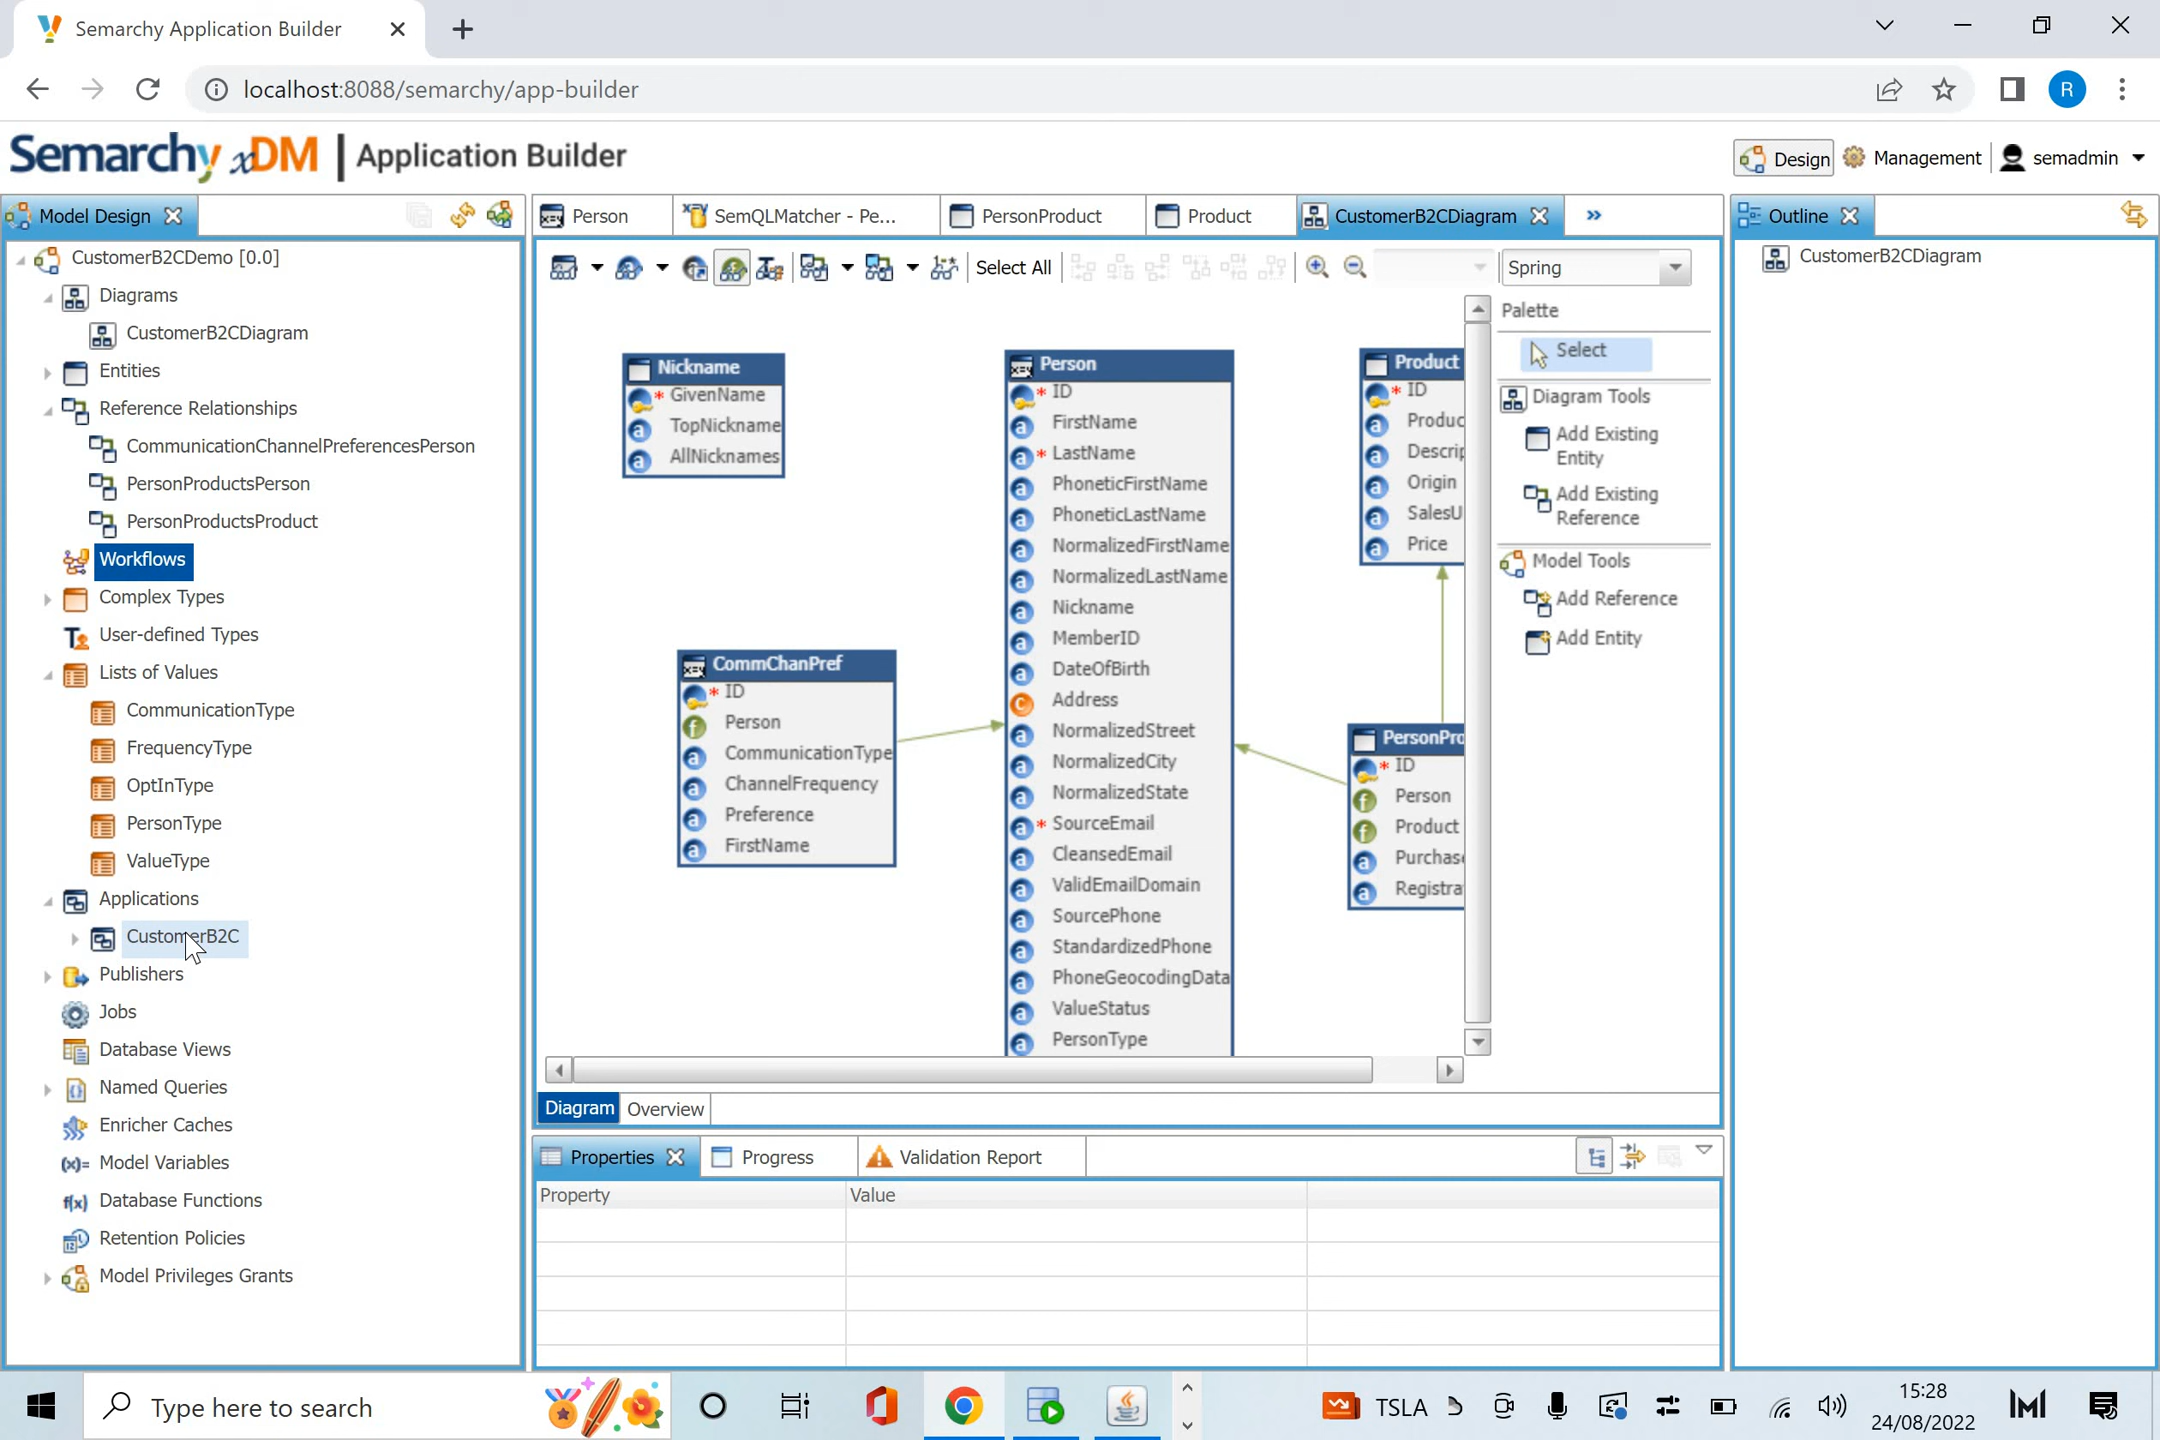 Semarchy Application Builder
localhost:8088/semarchy/app-builder
R
Semarchy xDM | Application Builder
Design
Management
semadmin
Model Design
CustomerB2CDemo [0.0]
Diagrams
CustomerB2CDiagram
Entities
Reference Relationships
CommunicationChannelPreferencesPerson
PersonProductsPerson
PersonProductsProduct
Workflows
Complex Types
User-defined Types
Lists of Values
CommunicationType
FrequencyType
OptInType
PersonType
ValueType
Applications
CustomerB2C
Publishers
Jobs
Database Views
Named Queries
Enricher Caches
Model Variables
Database Functions
Retention Policies
Model Privileges Grants
Person
SemQLMatcher - Pe...
PersonProduct
Product
CustomerB2CDiagram
»
Select All
Spring
Nickname
* GivenName
TopNickname
AllNicknames
CommChanPref
* ID
Person
CommunicationType
ChannelFrequency
Preference
FirstName
Person
* ID
FirstName
* LastName
PhoneticFirstName
PhoneticLastName
NormalizedFirstName
NormalizedLastName
Nickname
MemberID
DateOfBirth
Address
NormalizedStreet
NormalizedCity
NormalizedState
* SourceEmail
CleansedEmail
ValidEmailDomain
SourcePhone
StandardizedPhone
PhoneGeocodingData
ValueStatus
PersonType
Product
* ID
Produc
Descrip
Origin
SalesU
Price
PersonPro
* ID
Person
Product
Purchas
Registra
Palette
Select
Diagram Tools
Add Existing
Entity
Add Existing
Reference
Model Tools
Add Reference
Add Entity
Diagram
Overview
Properties
Progress
Validation Report
Property
Value
Outline
CustomerB2CDiagram
Type here to search
TSLA
15:28
24/08/2022